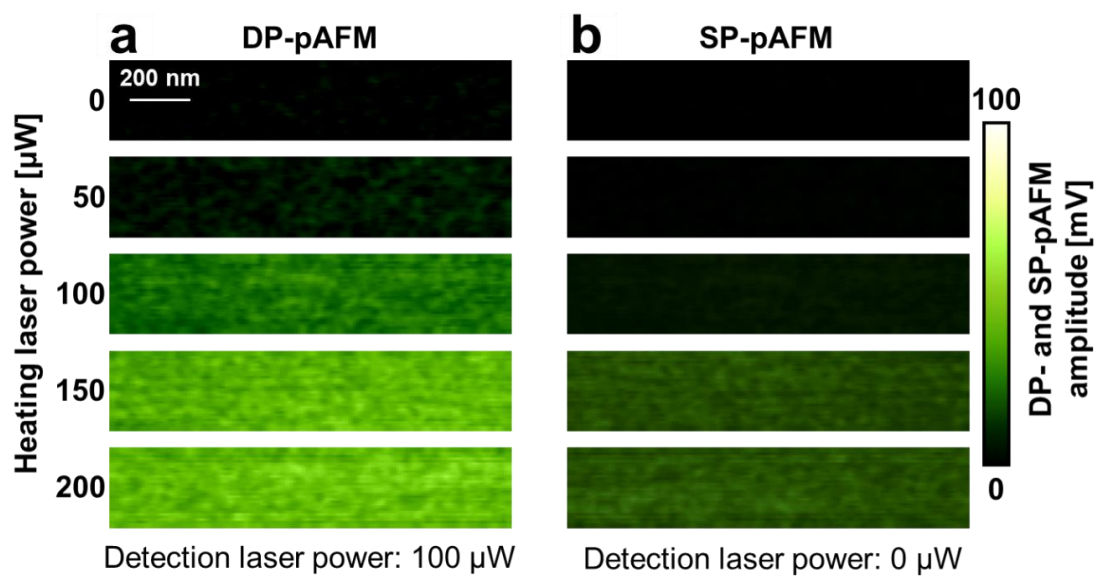 a DP-pAFM
b SP-pAFM
200 nm
0
50
100
150
200
Heating laser power [µW]
100
0
DP- and SP-pAFM
amplitude [mV]
Detection laser power: 100 µW
Detection laser power: 0 µW